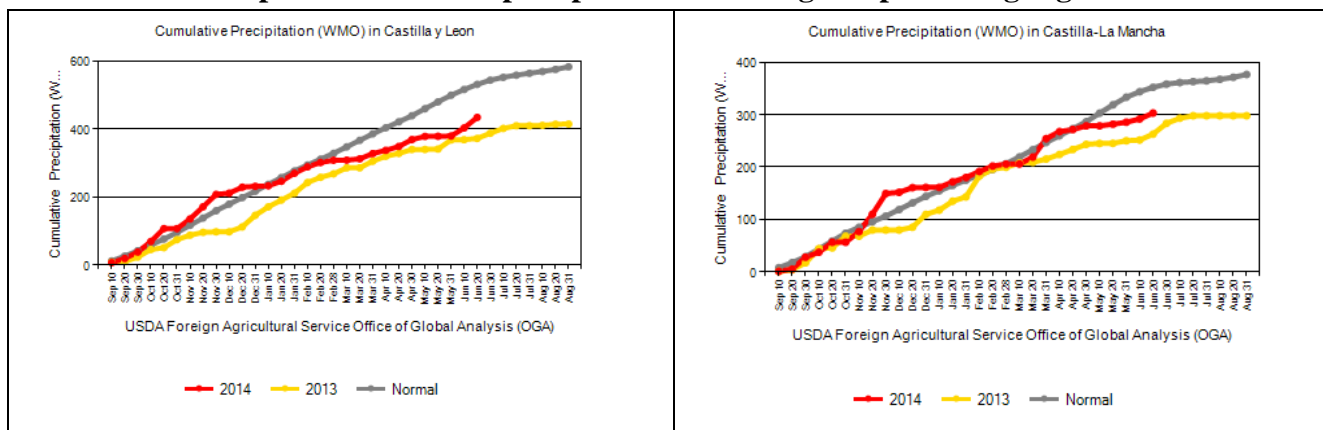 Cumulative Precipitation (WMO) in Castilla y Leon
Cumulative Precipitation (W...
600
400
200
0
Sep 10
Sep 20
Sep 30
Oct 10
Oct 20
Oct 31
Nov 10
Nov 20
Nov 30
Dec 10
Dec 20
Dec 31
Jan 10
Jan 20
Jan 31
Feb 10
Feb 20
Feb 28
Mar 10
Mar 20
Mar 31
Apr 10
Apr 20
Apr 30
May 10
May 20
May 31
Jun 10
Jun 20
Jun 30
Jul 10
Jul 20
Jul 31
Aug 10
Aug 20
Aug 31
USDA Foreign Agricultural Service Office of Global Analysis (OGA)
2014 2013 Normal
Cumulative Precipitation (WMO) in Castilla-La Mancha
Cumulative Precipitation (W...
400
300
200
100
0
Sep 10
Sep 20
Sep 30
Oct 10
Oct 20
Oct 31
Nov 10
Nov 20
Nov 30
Dec 10
Dec 20
Dec 31
Jan 10
Jan 20
Jan 31
Feb 10
Feb 20
Feb 28
Mar 10
Mar 20
Mar 31
Apr 10
Apr 20
Apr 30
May 10
May 20
May 31
Jun 10
Jun 20
Jun 30
Jul 10
Jul 20
Jul 31
Aug 10
Aug 20
Aug 31
USDA Foreign Agricultural Service Office of Global Analysis (OGA)
2014 2013 Normal